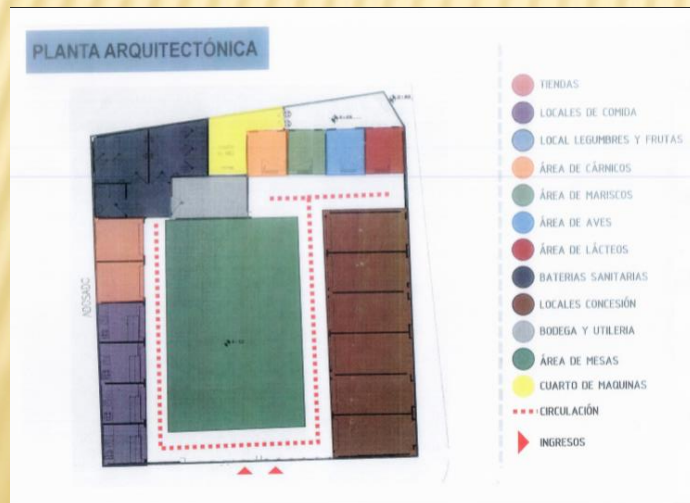 PLANTA ARQUITECTÓNICA
TIENDAS
LOCALES DE COMIDA
LOCAL LEGUMBRES Y FRUTAS
ÁREA DE CÁRNICOS
ÁREA DE MARISCOS
ÁREA DE AVES
ÁREA DE LÁCTEOS
BATERIAS SANITARIAS
LOCALES CONCESIÓN
BODEGA Y UTILERIA
ÁREA DE MESAS
CUARTO DE MAQUINAS
CIRCULACIÓN
INGRESOS
ADOSADO